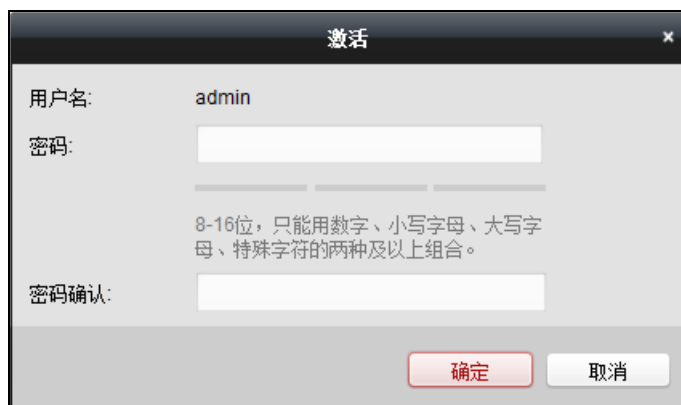 激活
用户名: admin
密码:
8-16位，只能用数字、小写字母、大写字
母、特殊字符的两种及以上组合。
密码确认:
确定 取消